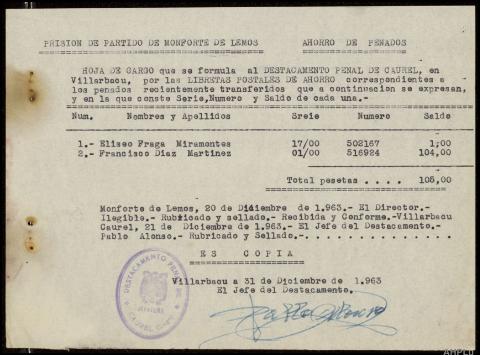 PRISION DE PARTIDO DE MONFORTE DE LEMOS AHORRO DE PENADOS
HOJA DE CARGO que se formula al DESTACAMENTO PENAL DE CAUREL, en
Villarbacu, por las LIBRETAS POSTALES DE AHORRO correspondientes a
los penados recientemente transferidos que a continuacion se expresan,
y en la que conste Serie,Numero y Saldo de cada una.-
Num. Nombres y Apellidos Sreie Numero Saldo
1.- Eliseo Fraga Miramontes 17/00 502167 1,00
2.- Francisco Diaz Martinez 01/00 516924 104,00
Total pesetas .... 105,00
Monforte de Lemos, 20 de Diciembre de 1.963.- El Director.-
Ilegible.- Rubricado y sellado.- Recibida y Conforme.-Villarbacu
Caurel, 21 de Diciembre de 1.963.- El Jefe del Destacamento.-
Pablo Alonso.- Rubricado y Sellado.-. . . . . . . . . . . . . .
ES COPIA
Villarbacu a 31 de Diciembre de 1.963
El Jefe del Destacamento.
DESTACAMENTO PENAL DE
CAUREL
AHPLU